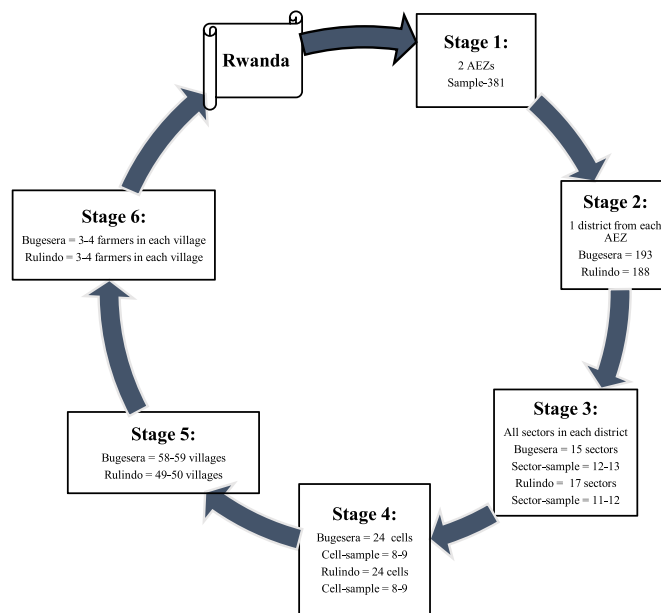 Rwanda
Stage 1:
2 AEZs
Sample-381
Stage 2:
1 district from each
AEZ
Bugesera = 193
Rulindo = 188
Stage 3:
All sectors in each district
Bugesera = 15 sectors
Sector-sample = 12-13
Rulindo = 17 sectors
Sector-sample = 11-12
Stage 4:
Bugesera = 24 cells
Cell-sample = 8-9
Rulindo = 24 cells
Cell-sample = 8-9
Stage 5:
Bugesera = 58-59 villages
Rulindo = 49-50 villages
Stage 6:
Bugesera = 3-4 farmers in each village
Rulindo = 3-4 farmers in each village